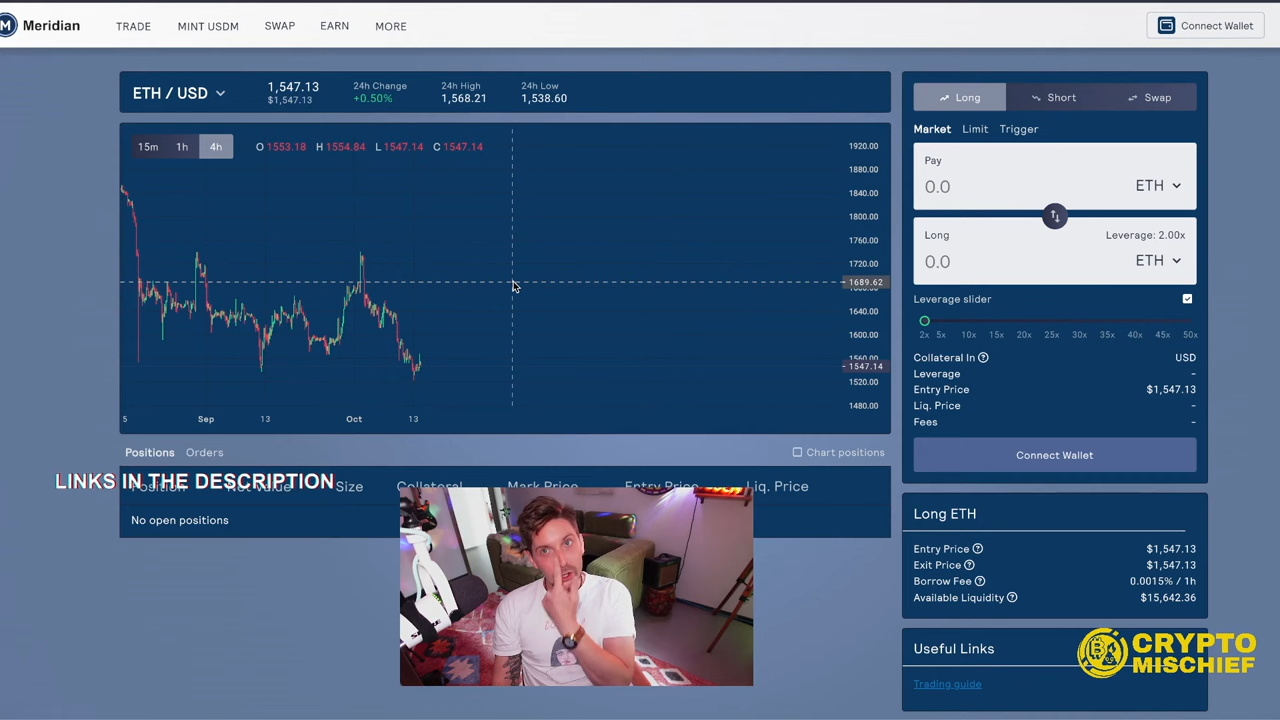 M Meridian TRADE MINT USDM SWAP EARN MORE Connect Wallet
ETH / USD 1,547.13 24h Change 24h High 24h Low
$1,547.13 +0.50% 1,568.21 1,538.60
15m 1h 4h O 1553.18 H 1554.84 L 1547.14 C 1547.14
1920.00
1880.00
1840.00
1800.00
1760.00
1720.00
1689.62
1640.00
1600.00
1560.00
1547.14
1520.00
1480.00
5 Sep 13 Oct 13
Positions Orders Chart positions
LINKS IN THE DESCRIPTION
Position Net Value Size Collateral Mark Price Entry Price Liq. Price
No open positions
Long Short Swap
Market Limit Trigger
Pay
0.0 ETH
Long Leverage: 2.00x
0.0 ETH
Leverage slider
2x 5x 10x 15x 20x 25x 30x 35x 40x 45x 50x
Collateral In ? USD
Leverage -
Entry Price $1,547.13
Liq. Price -
Fees -
Connect Wallet
Long ETH
Entry Price ? $1,547.13
Exit Price ? $1,547.13
Borrow Fee ? 0.0015% / 1h
Available Liquidity ? $15,642.36
Useful Links
Trading guide
CRYPTO
MISCHIEF